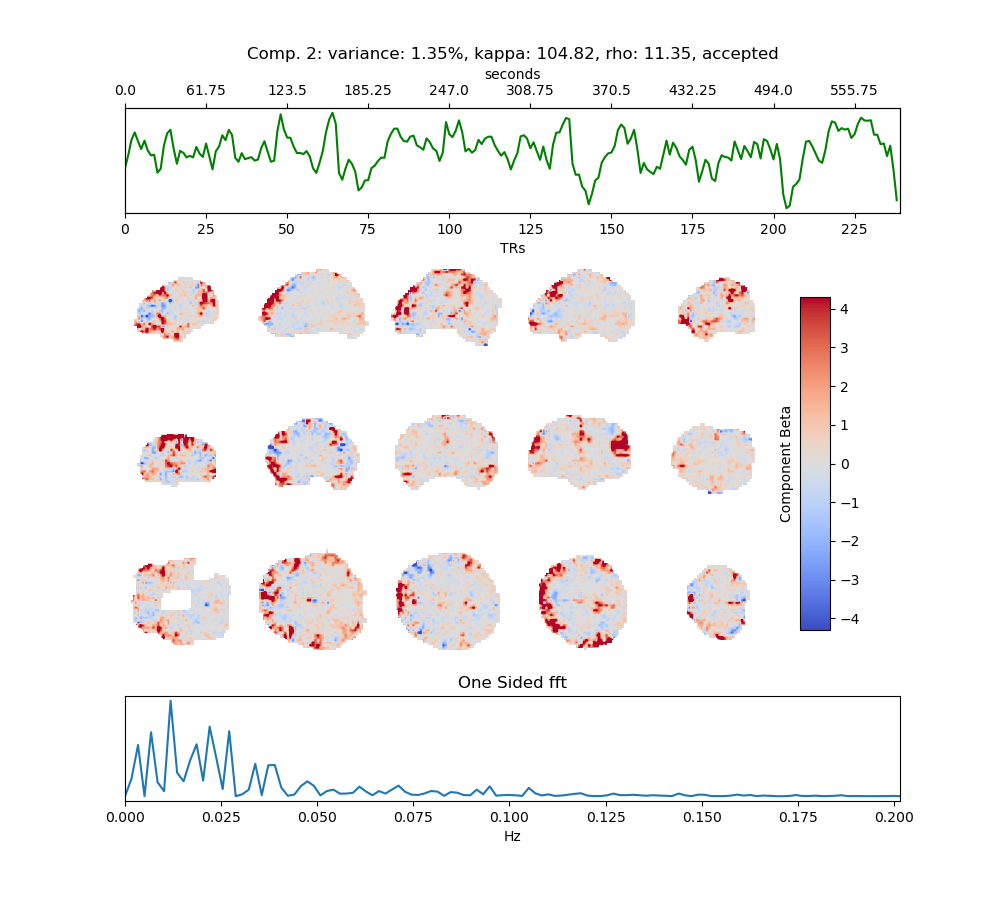 Comp. 2: variance: 1.35%, kappa: 104.82, rho: 11.35, accepted
seconds
0.0 61.75 123.5 185.25 247.0 308.75 370.5 432.25 494.0 555.75
0 25 50 75 100 125 150 175 200 225
TRs
4
3
2
1
0
−1
−2
−3
−4
Component Beta
One Sided fft
0.000 0.025 0.050 0.075 0.100 0.125 0.150 0.175 0.200
Hz